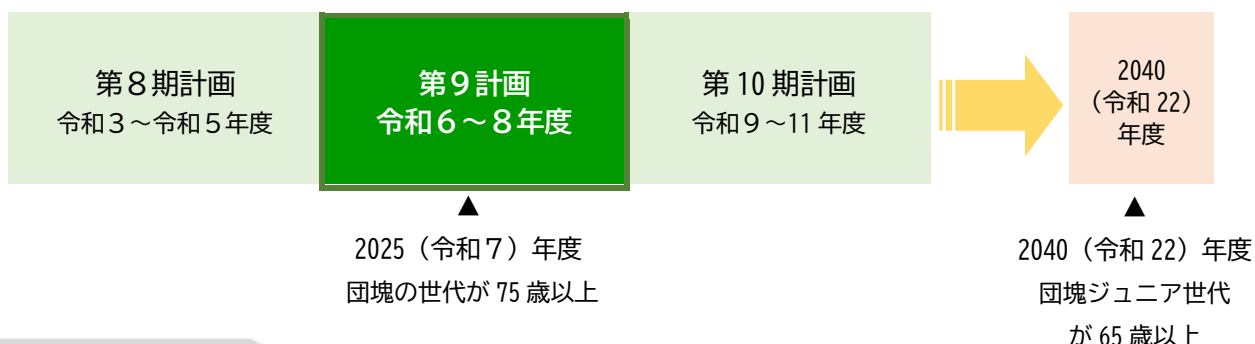 第８期計画
令和３～令和５年度
第９計画
令和６～８年度
第 10 期計画
令和９～11 年度
2040
（令和 22）
年度
▲
2025（令和７）年度
団塊の世代が 75 歳以上
▲
2040（令和 22）年度
団塊ジュニア世代
が 65 歳以上